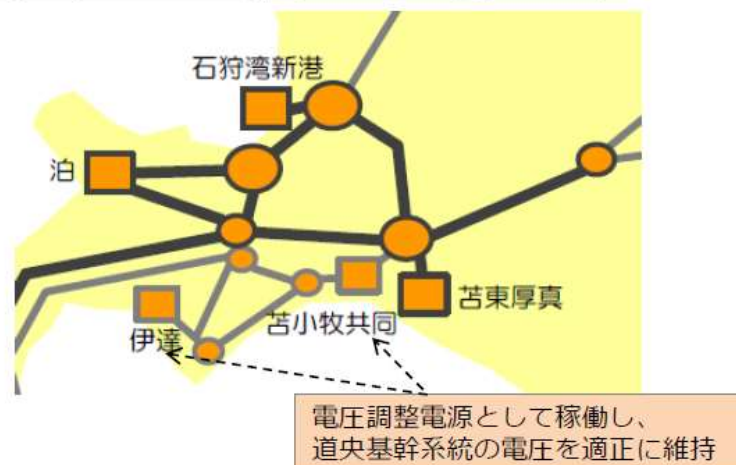 石狩湾新港
泊
苫東厚真
苫小牧共同
伊達
電圧調整電源として稼働し、
道央基幹系統の電圧を適正に維持